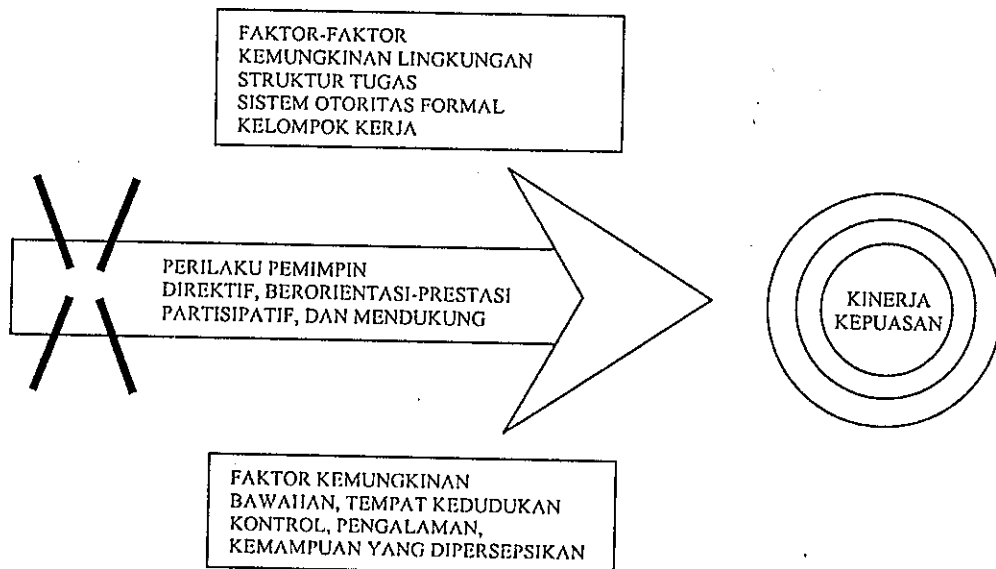 FAKTOR-FAKTOR
KEMUNGKINAN LINGKUNGAN
STRUKTUR TUGAS
SISTEM OTORITAS FORMAL
KELOMPOK KERJA
PERILAKU PEMIMPIN
DIREKTIF, BERORIENTASI-PRESTASI
PARTISIPATIF, DAN MENDUKUNG
KINERJA
KEPUASAN
FAKTOR KEMUNGKINAN
BAWAHAN, TEMPAT KEDUDUKAN
KONTROL, PENGALAMAN,
KEMAMPUAN YANG DIPERSEPSIKAN